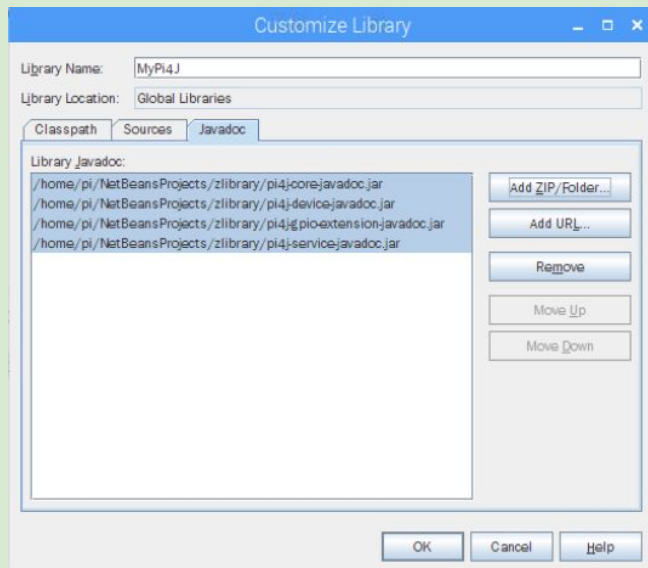 Customize Library
Library Name: MyPi4J
Library Location: Global Libraries
Classpath Sources Javadoc
Library Javadoc:
/home/pi/NetBeansProjects/zlibrary/pi4j-core-javadoc.jar
/home/pi/NetBeansProjects/zlibrary/pi4j-device-javadoc.jar
/home/pi/NetBeansProjects/zlibrary/pi4j-gpio-extension-javadoc.jar
/home/pi/NetBeansProjects/zlibrary/pi4j-service-javadoc.jar
Add ZIP/Folder...
Add URL...
Remove
Move Up
Move Down
OK Cancel Help